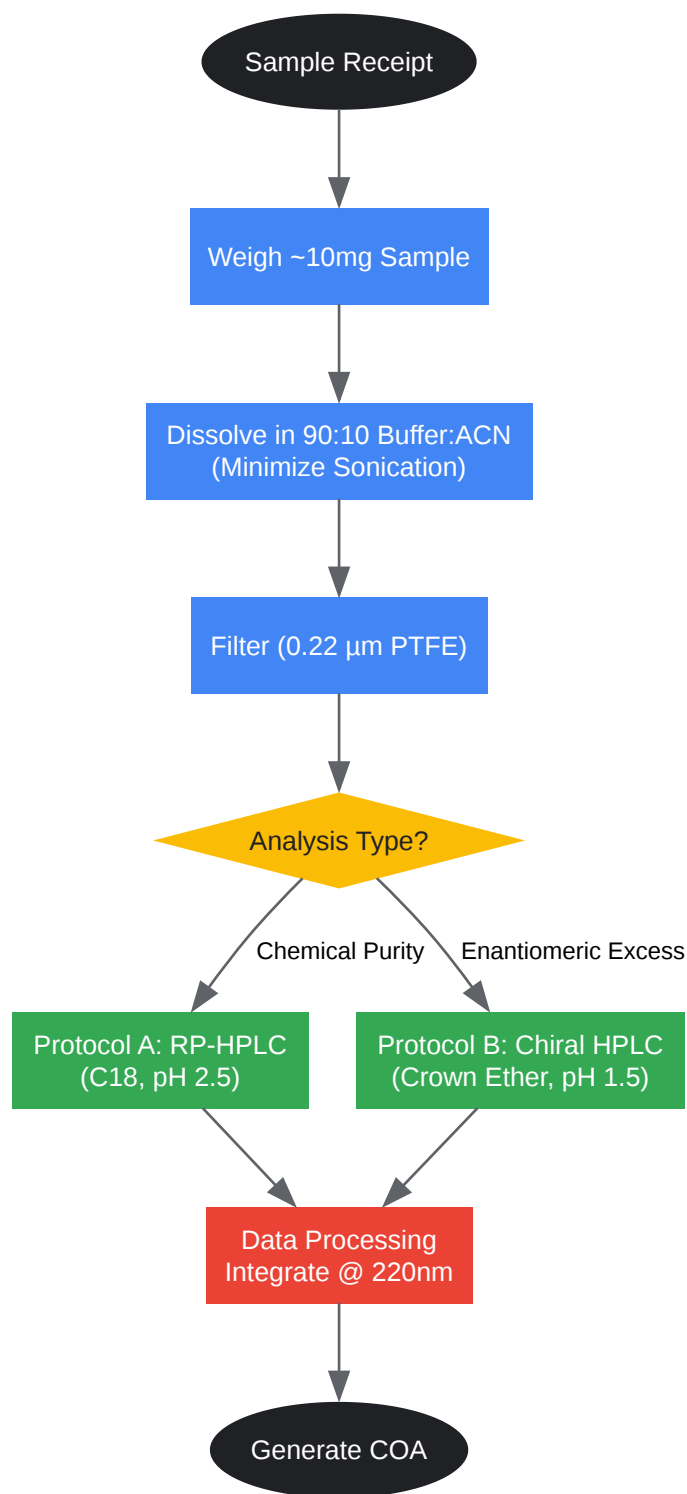 Sample Receipt
Weigh ~10mg Sample
Dissolve in 90:10 Buffer:ACN
(Minimize Sonication)
Filter (0.22 µm PTFE)
Analysis Type?
Chemical Purity
Enantiomeric Excess
Protocol A: RP-HPLC
(C18, pH 2.5)
Protocol B: Chiral HPLC
(Crown Ether, pH 1.5)
Data Processing
Integrate @ 220nm
Generate COA